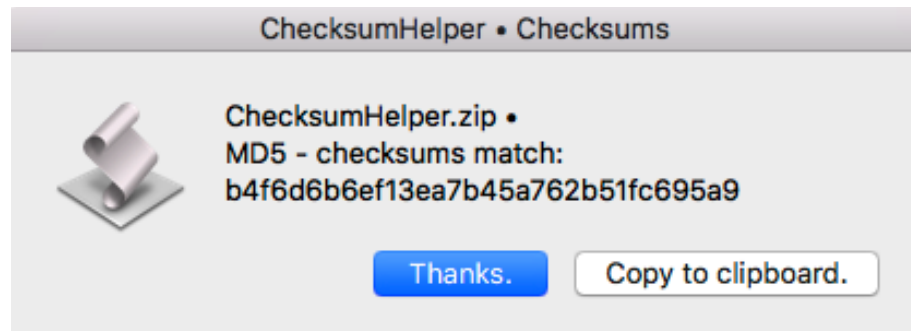 ChecksumHelper • Checksums
ChecksumHelper.zip •
MD5 - checksums match:
b4f6d6b6ef13ea7b45a762b51fc695a9
Thanks.
Copy to clipboard.